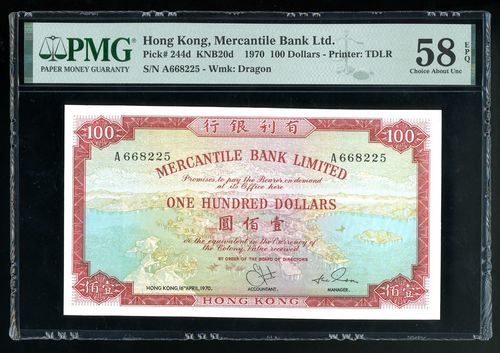 PMG
PAPER MONEY GUARANTY
Hong Kong, Mercantile Bank Ltd.
Pick# 244d KNB20d 1970 100 Dollars - Printer: TDLR
S/N A668225 - Wmk: Dragon
58 EPQ
Choice About Unc
100 行銀利有 100
A 668225 A 668225
MERCANTILE BANK LIMITED
Promises to pay the Bearer on demand
at its Office here
ONE HUNDRED DOLLARS
圓佰壹
or the equivalent in the Currency of
the Colony, Value received.
BY ORDER OF THE BOARD OF DIRECTORS
HONG KONG, 16TH APRIL, 1970.
ACCOUNTANT.
MANAGER.
佰壹 HONG KONG 佰壹